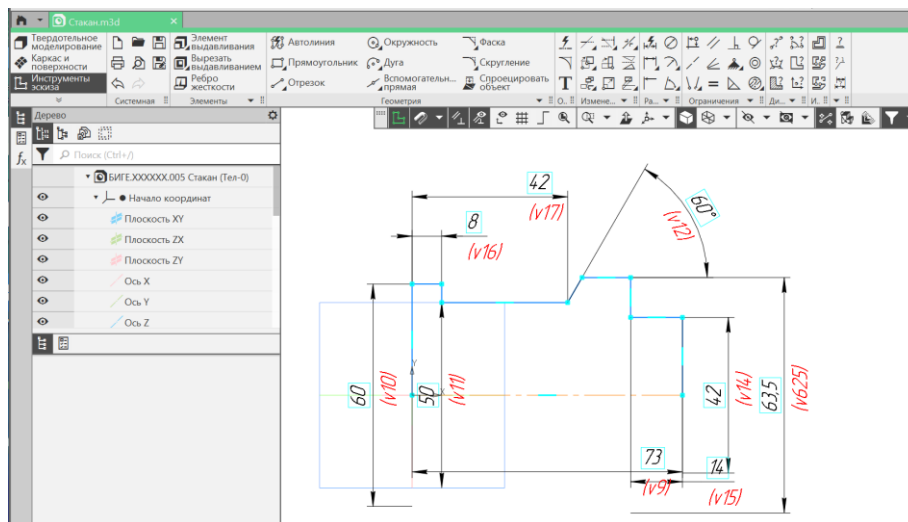 Стакан.m3d
Твердотельное моделирование
Каркас и поверхности
Инструменты эскиза
Системная
Элемент выдавливания
Вырезать выдавливанием
Ребро жесткости
Элементы
Автолиния
Прямоугольник
Отрезок
Окружность
Дуга
Вспомогательн... прямая
Фаска
Скругление
Спроецировать объект
Геометрия
О...
Измене...
Ра...
Ограничения
Ди...
И...
Дерево
Поиск (Ctrl+/)
БИГЕ.XXXXXX.005 Стакан (Тел-0)
Начало координат
Плоскость XY
Плоскость ZX
Плоскость ZY
Ось X
Ось Y
Ось Z
42
(v17)
8
(v16)
60°
(v12)
60
(v10)
50
(v11)
Y
X
42
(v14)
63,5
(v625)
73
(v9)
14
(v15)